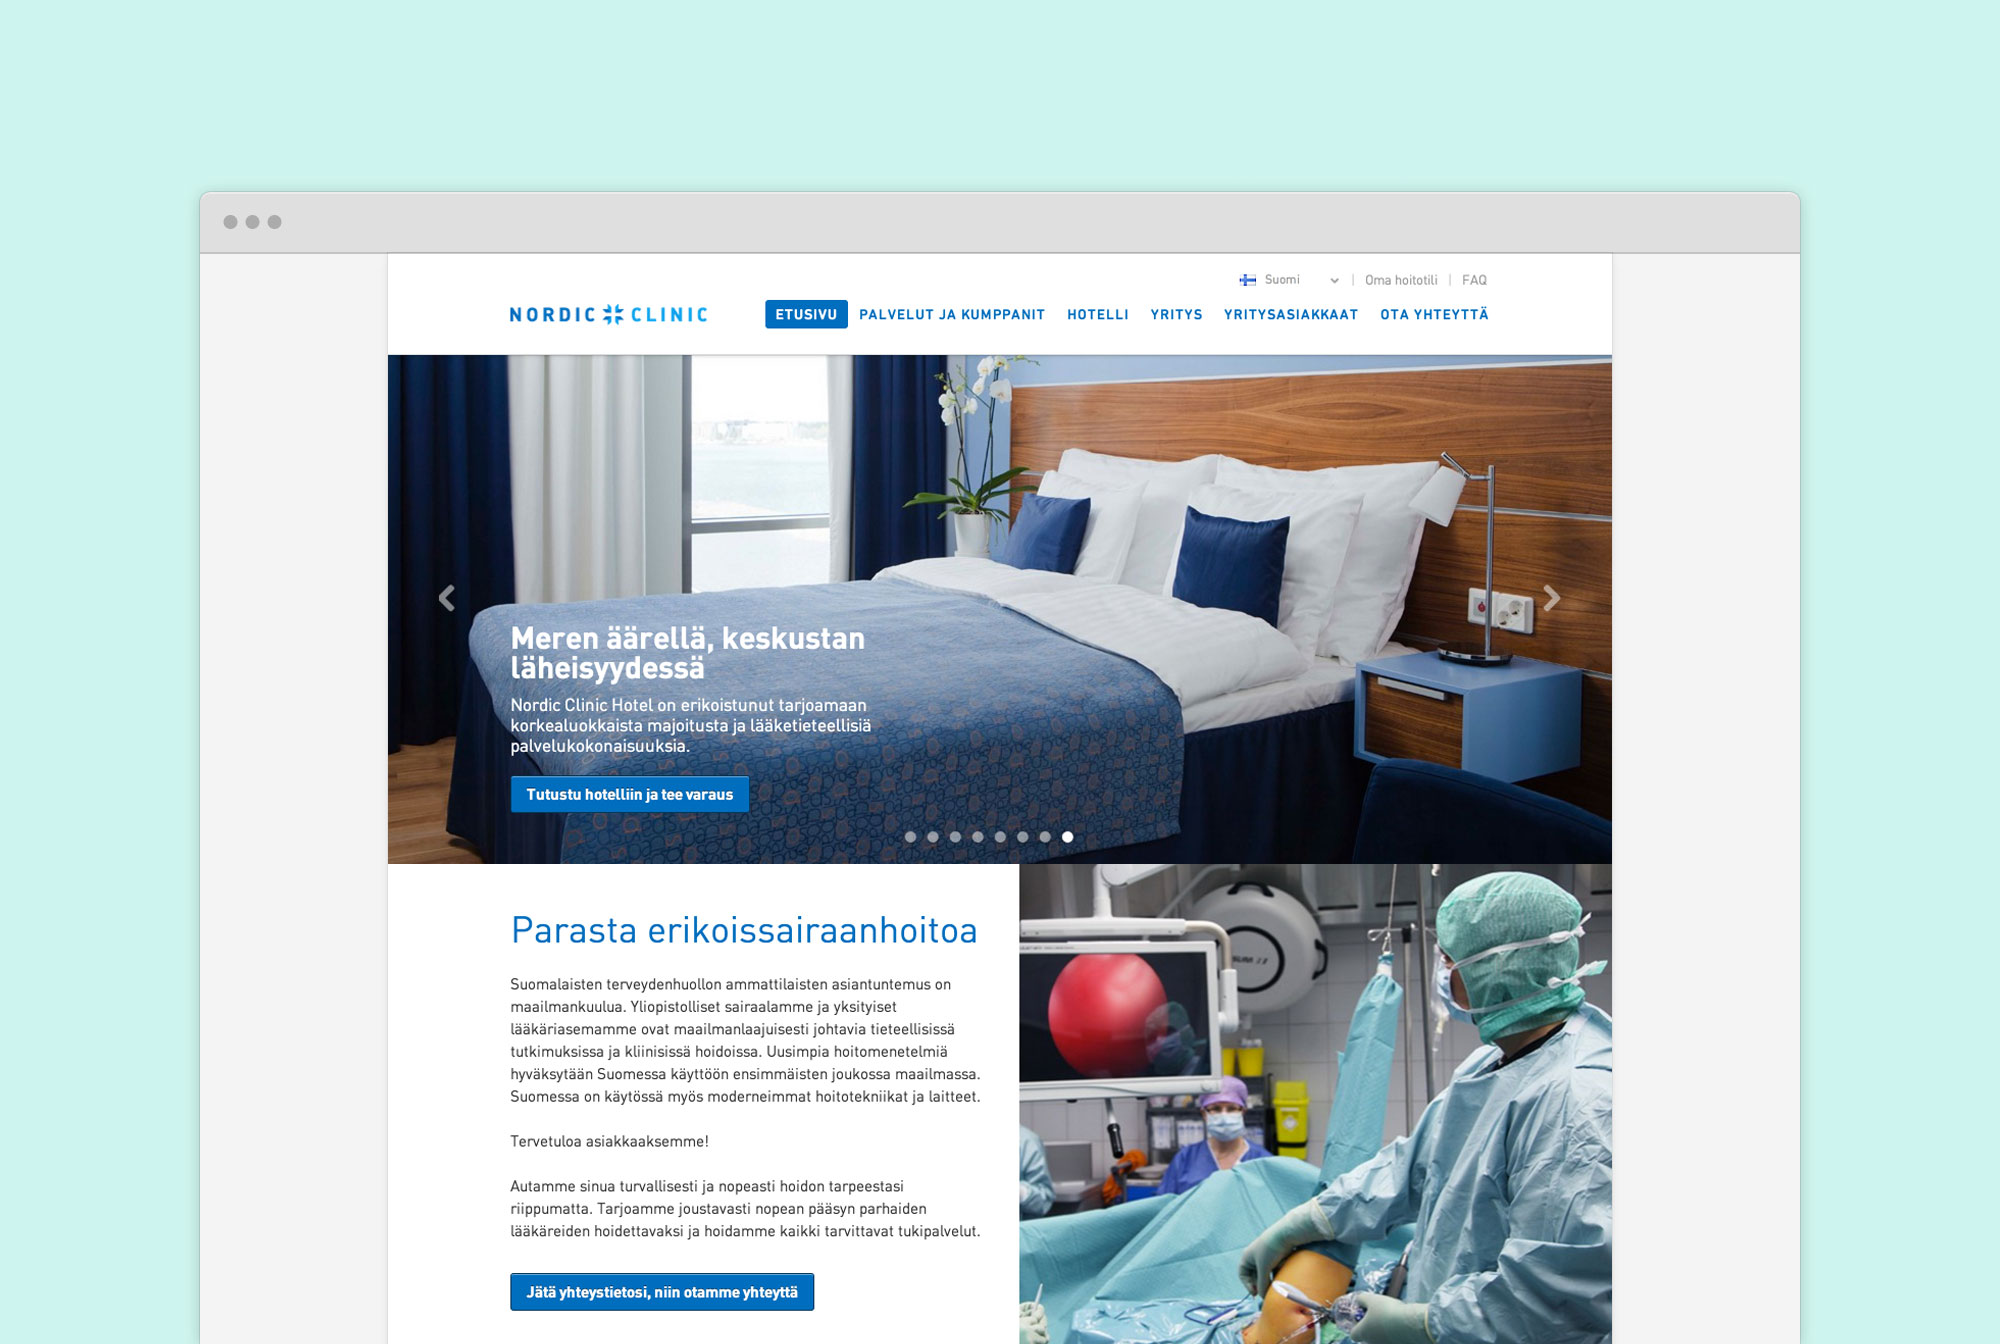 Suomi | Oma hoitotili | FAQ
NORDIC CLINIC
ETUSIVU PALVELUT JA KUMPPANIT HOTELLI YRITYS YRITYSASIAKKAAT OTA YHTEYTTÄ
Meren äärellä, keskustan
läheisyydessä
Nordic Clinic Hotel on erikoistunut tarjoamaan
korkealuokkaista majoitusta ja lääketieteellisiä
palvelukokonaisuuksia.
Tutustu hotelliin ja tee varaus
Parasta erikoissairaanhoitoa
Suomalaisten terveydenhuollon ammattilaisten asiantuntemus on
maailmankuulua. Yliopistolliset sairaalamme ja yksityiset
lääkäriasemamme ovat maailmanlaajuisesti johtavia tieteellisissä
tutkimuksissa ja kliinisissä hoidoissa. Uusimpia hoitomenetelmiä
hyväksytään Suomessa käyttöön ensimmäisten joukossa maailmassa.
Suomessa on käytössä myös moderneimmat hoitotekniikat ja laitteet.
Tervetuloa asiakkaaksemme!
Autamme sinua turvallisesti ja nopeasti hoidon tarpeestasi
riippumatta. Tarjoamme joustavasti nopean pääsyn parhaiden
lääkäreiden hoidettavaksi ja hoidamme kaikki tarvittavat tukipalvelut.
Jätä yhteystietosi, niin otamme yhteyttä